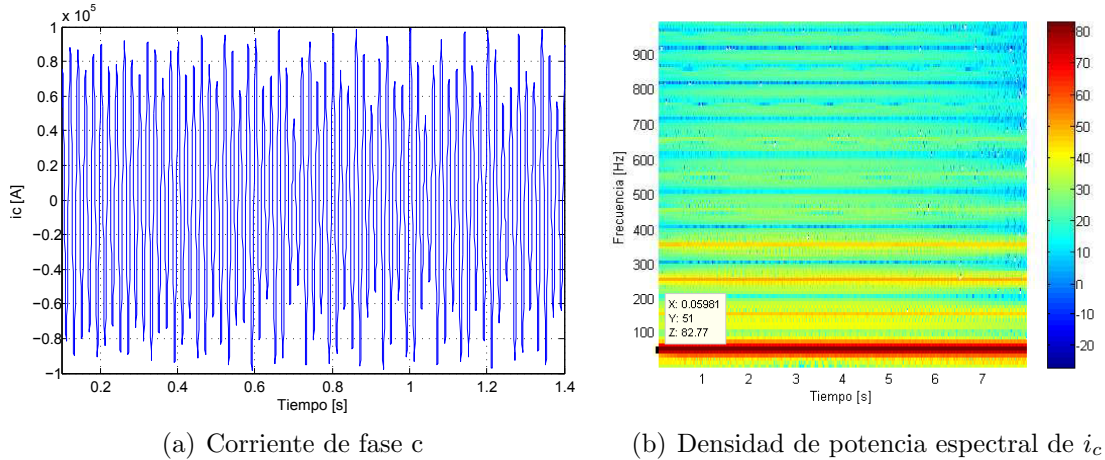 x 10⁵
1
0.8
0.6
0.4
0.2
0
−0.2
−0.4
−0.6
−0.8
−1
ic [A]
0.2 0.4 0.6 0.8 1 1.2 1.4
Tiempo [s]
(a) Corriente de fase c
900
800
700
600
500
400
300
200
100
Frecuencia [Hz]
X: 0.05981
Y: 51
Z: 82.77
1 2 3 4 5 6 7
Tiempo [s]
80
70
60
50
40
30
20
10
0
-10
-20
(b) Densidad de potencia espectral de i_c